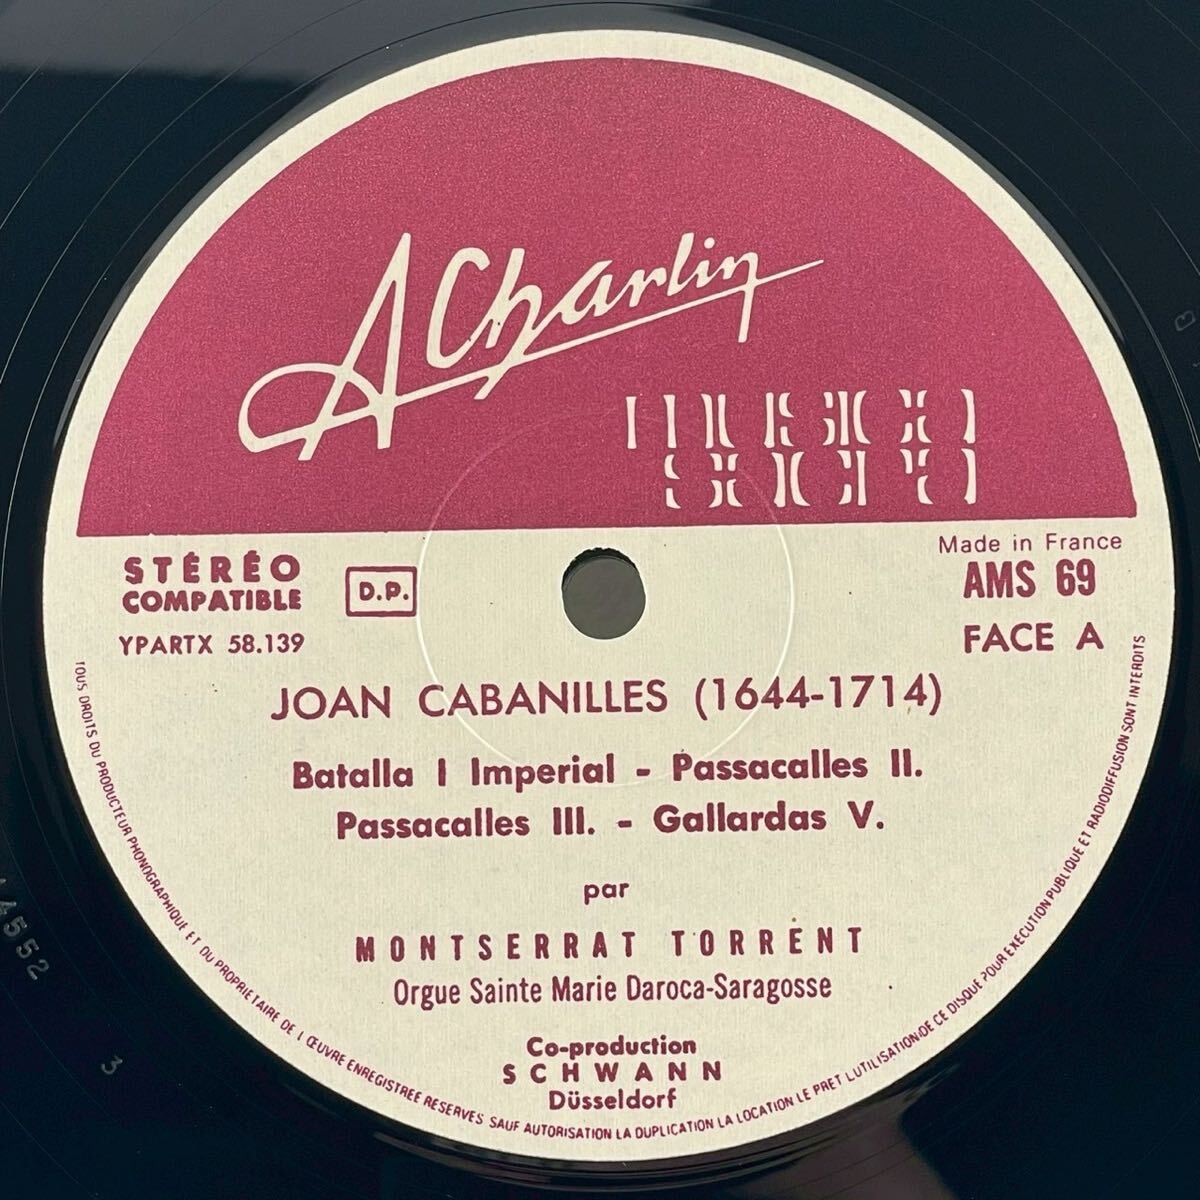 ACharlin
STÉRÉO
COMPATIBLE
D.P.
YPARTX 58.139
Made in France
AMS 69
FACE A
JOAN CABANILLES (1644-1714)
Batalla I Imperial - Passacalles II.
Passacalles III. - Gallardas V.
par
MONTSERRAT TORRENT
Orgue Sainte Marie Daroca-Saragosse
Co-production
SCHWANN
Düsseldorf
TOUS DROITS DU PRODUCTEUR PHONOGRAPHIQUE ET DU PROPRIETAIRE DE L ŒUVRE ENREGISTREE RESERVES SAUF AUTORISATION LA DUPLICATION LA LOCATION LE PRET L UTILISATION DE CE DISQUE POUR EXECUTION PUBLIQUE ET RADIODIFFUSION SONT INTERDITS
4552
3